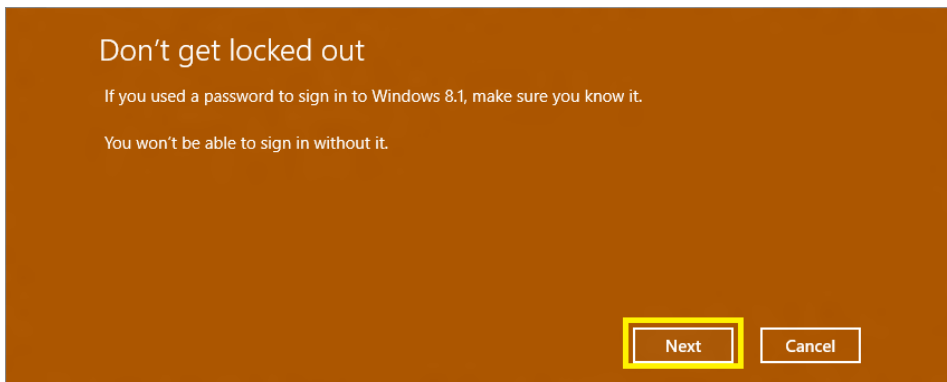 Don't get locked out
If you used a password to sign in to Windows 8.1, make sure you know it.
You won't be able to sign in without it.
Next
Cancel